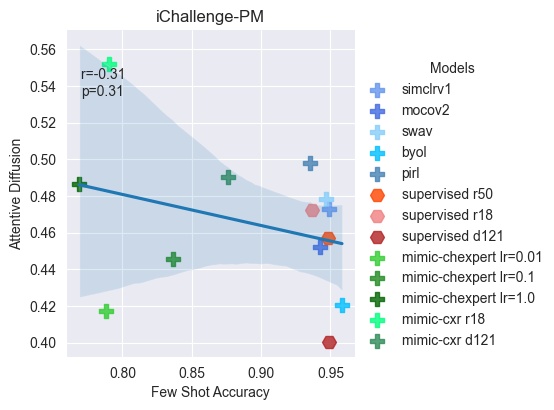 iChallenge-PM
r=-0.31
p=0.31
Attentive Diffusion
0.56
0.54
0.52
0.50
0.48
0.46
0.44
0.42
0.40
0.80 0.85 0.90 0.95
Few Shot Accuracy
Models
simclrv1
mocov2
swav
byol
pirl
supervised r50
supervised r18
supervised d121
mimic-chexpert lr=0.01
mimic-chexpert lr=0.1
mimic-chexpert lr=1.0
mimic-cxr r18
mimic-cxr d121